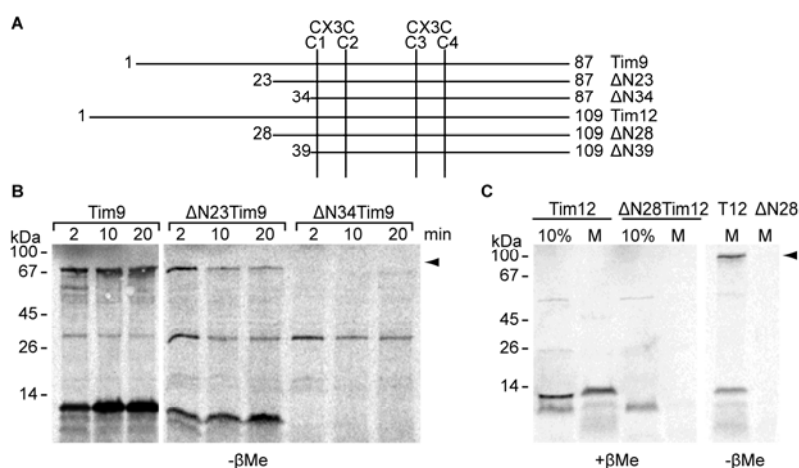 A
CX3C CX3C
C1 C2 C3 C4
1 87 Tim9
23 87 ΔN23
34 87 ΔN34
1 109 Tim12
28 109 ΔN28
39 109 ΔN39
B
Tim9 ΔN23Tim9 ΔN34Tim9
2 10 20 2 10 20 2 10 20 min
kDa
100 -
67 -
45 -
26 -
14 -
-βMe
C
Tim12 ΔN28Tim12 T12 ΔN28
10% M 10% M M M
kDa
100 -
67 -
45 -
26 -
14 -
+βMe -βMe